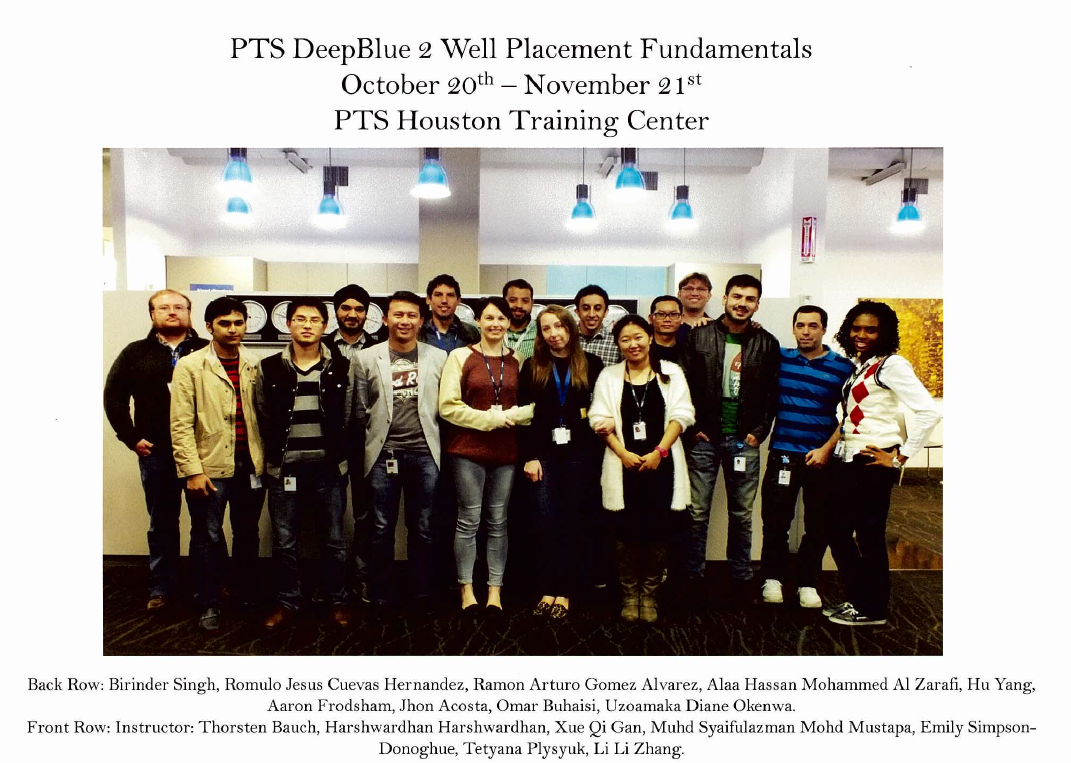 PTS DeepBlue 2 Well Placement Fundamentals
October 20th – November 21st
PTS Houston Training Center
Back Row: Birinder Singh, Romulo Jesus Cuevas Hernandez, Ramon Arturo Gomez Alvarez, Alaa Hassan Mohammed Al Zarafi, Hu Yang,
Aaron Frodsham, Jhon Acosta, Omar Buhaisi, Uzoamaka Diane Okenwa.
Front Row: Instructor: Thorsten Bauch, Harshwardhan Harshwardhan, Xue Qi Gan, Muhd Syaifulazman Mohd Mustapa, Emily Simpson-
Donoghue, Tetyana Plysyuk, Li Li Zhang.